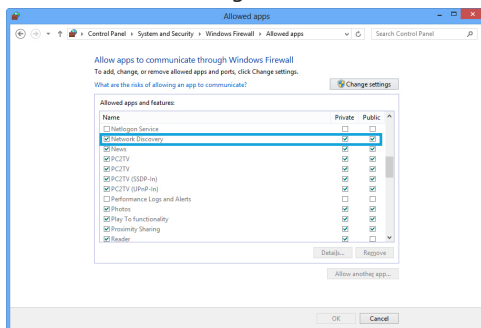 Allowed apps
Control Panel › System and Security › Windows Firewall › Allowed apps
Search Control Panel
Allow apps to communicate through Windows Firewall
To add, change, or remove allowed apps and ports, click Change settings.
What are the risks of allowing an app to communicate?
Change settings
Allowed apps and features:
Name Private Public
Netlogon Service
Network Discovery
News
PC2TV
PC2TV
PC2TV (SSDP-In)
PC2TV (UPnP-In)
Performance Logs and Alerts
Photos
Play To functionality
Proximity Sharing
Reader
Details... Remove
Allow another app...
OK Cancel